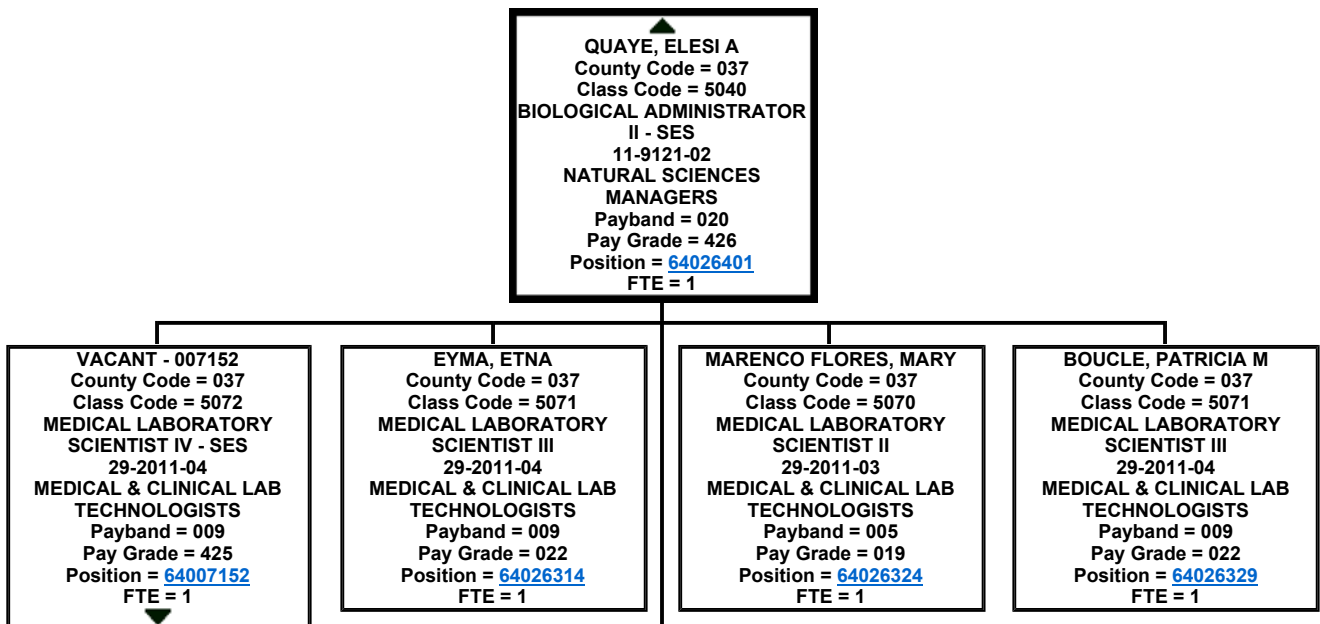 QUAYE, ELESI A
County Code = 037
Class Code = 5040
BIOLOGICAL ADMINISTRATOR
II - SES
11-9121-02
NATURAL SCIENCES
MANAGERS
Payband = 020
Pay Grade = 426
Position = 64026401
FTE = 1
VACANT - 007152
County Code = 037
Class Code = 5072
MEDICAL LABORATORY
SCIENTIST IV - SES
29-2011-04
MEDICAL & CLINICAL LAB
TECHNOLOGISTS
Payband = 009
Pay Grade = 425
Position = 64007152
FTE = 1
EYMA, ETNA
County Code = 037
Class Code = 5071
MEDICAL LABORATORY
SCIENTIST III
29-2011-04
MEDICAL & CLINICAL LAB
TECHNOLOGISTS
Payband = 009
Pay Grade = 022
Position = 64026314
FTE = 1
MARENCO FLORES, MARY
County Code = 037
Class Code = 5070
MEDICAL LABORATORY
SCIENTIST II
29-2011-03
MEDICAL & CLINICAL LAB
TECHNOLOGISTS
Payband = 005
Pay Grade = 019
Position = 64026324
FTE = 1
BOUCLE, PATRICIA M
County Code = 037
Class Code = 5071
MEDICAL LABORATORY
SCIENTIST III
29-2011-04
MEDICAL & CLINICAL LAB
TECHNOLOGISTS
Payband = 009
Pay Grade = 022
Position = 64026329
FTE = 1